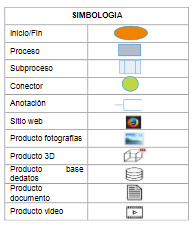 SIMBOLOGIA
Inicio/Fin
Proceso
Subproceso
Conector
Anotación
Sitio web
Producto fotografías
Producto 3D
Producto base
dedatos
Producto
documento
Producto video